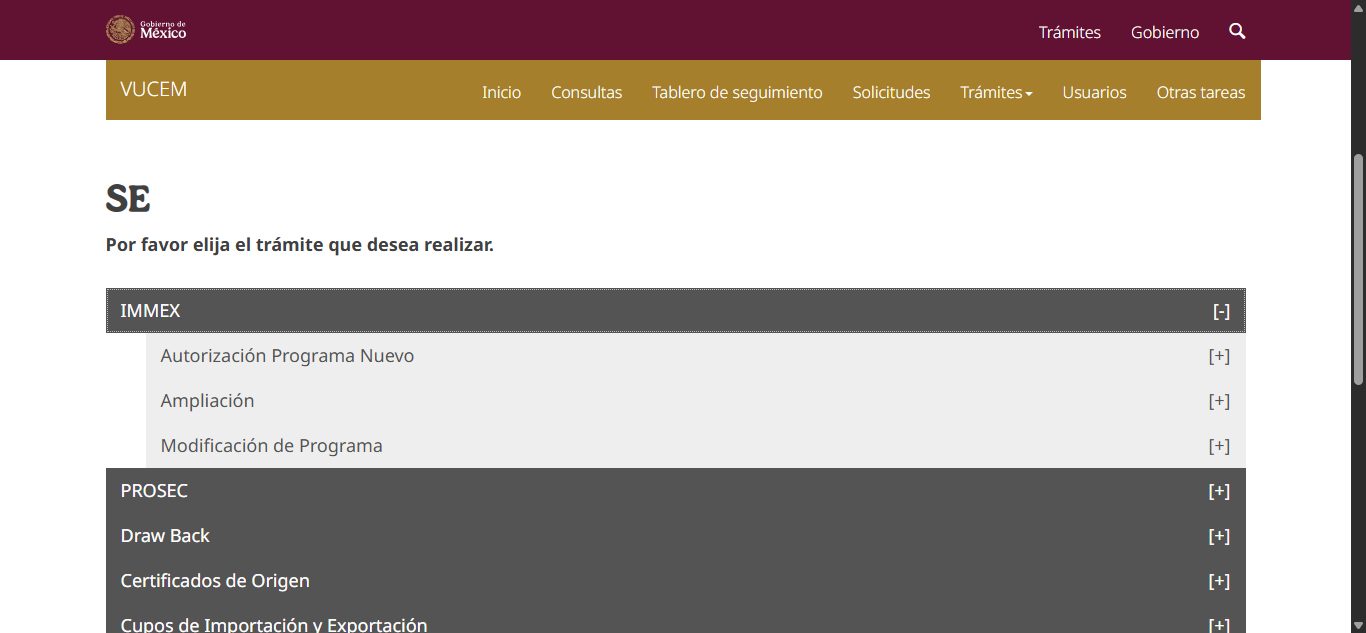 Gobierno de
México
Trámites Gobierno
VUCEM Inicio Consultas Tablero de seguimiento Solicitudes Trámites Usuarios Otras tareas
SE
Por favor elija el trámite que desea realizar.
IMMEX [-]
Autorización Programa Nuevo [+]
Ampliación [+]
Modificación de Programa [+]
PROSEC [+]
Draw Back [+]
Certificados de Origen [+]
Cupos de Importación y Exportación [+]